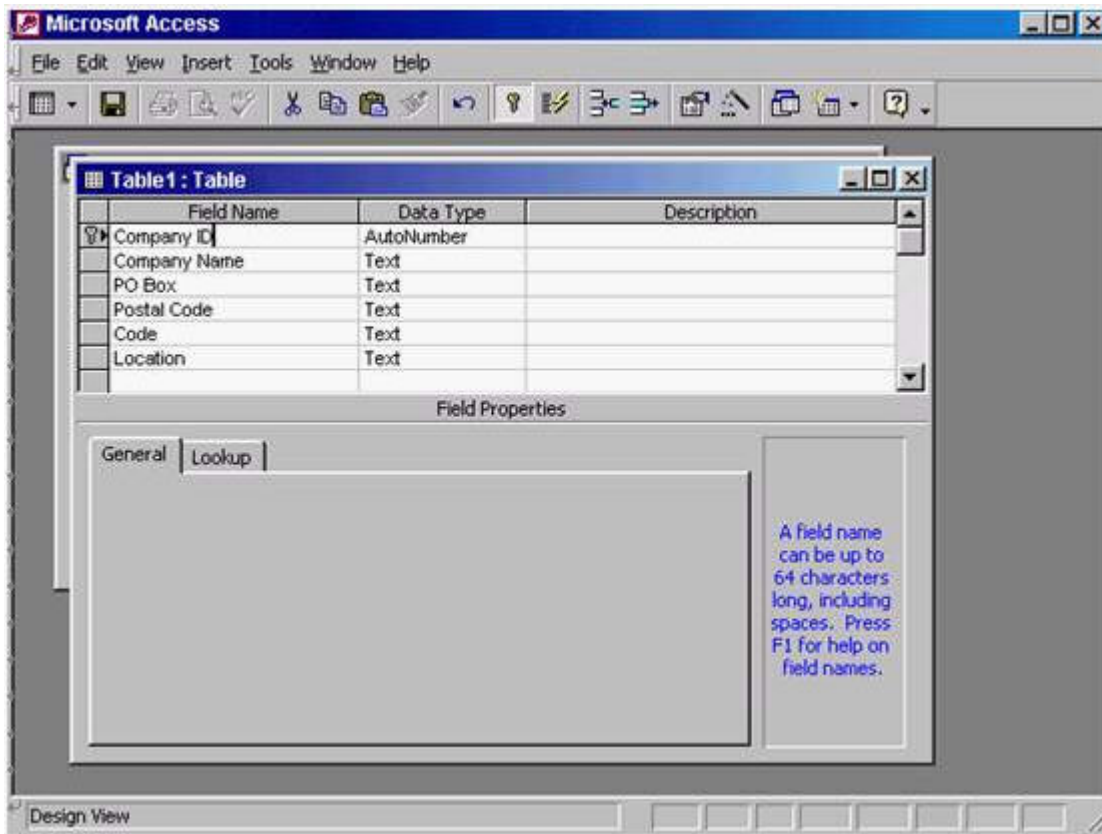 Microsoft Access
File Edit View Insert Tools Window Help
Table1 : Table
Field Name Data Type Description
Company ID AutoNumber
Company Name Text
PO Box Text
Postal Code Text
Code Text
Location Text
Field Properties
General Lookup
A field name
can be up to
64 characters
long, including
spaces. Press
F1 for help on
field names.
Design View